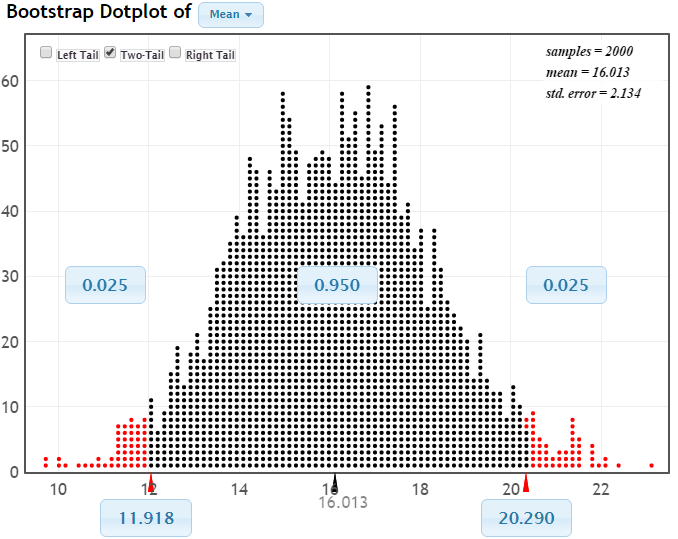 Bootstrap Dotplot of Mean
Left Tail Two-Tail Right Tail
samples = 2000
mean = 16.013
std. error = 2.134
60
50
40
30
20
10
0
0.025 0.950 0.025
10 12 14 16 18 20 22
16.013
11.918 20.290